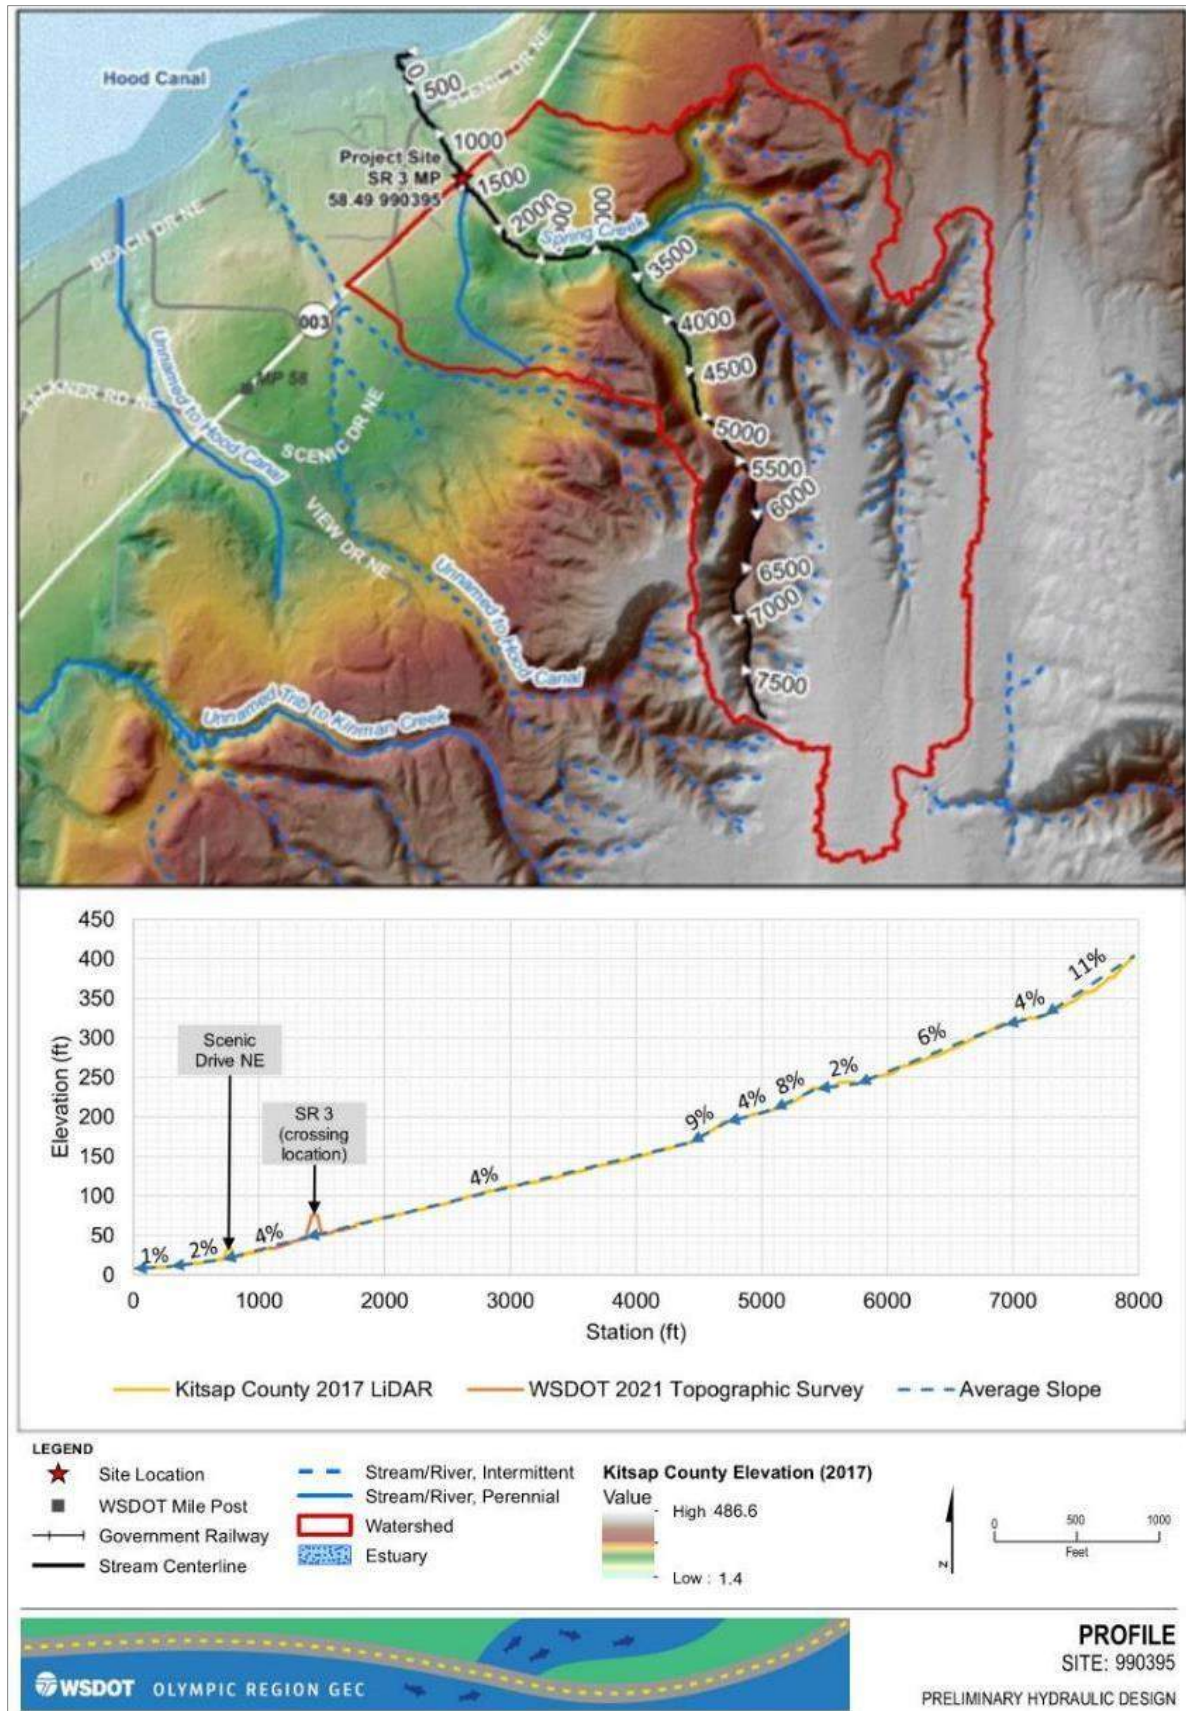 Hood Canal
0
500
1000
Project Site
SR 3 MP
58.49 990395
1500
2000
Spring Creek
3500
4000
4500
5000
5500
6000
6500
7000
7500
003
MP 58
Unnamed to Hood Canal
SCENIC DR NE
VIEW DR NE
Unnamed to Hood Canal
Unnamed Trib to Kinman Creek
450
400
350
300
250
200
150
100
50
0
Elevation (ft)
Scenic
Drive NE
SR 3
(crossing
location)
1%
2%
4%
4%
9%
4%
8%
2%
6%
4%
11%
0
1000
2000
3000
4000
5000
6000
7000
8000
Station (ft)
Kitsap County 2017 LiDAR
WSDOT 2021 Topographic Survey
Average Slope
LEGEND
Site Location
WSDOT Mile Post
Government Railway
Stream Centerline
Stream/River, Intermittent
Stream/River, Perennial
Watershed
Estuary
Kitsap County Elevation (2017)
Value
High 486.6
Low : 1.4
N
0 500 1000
Feet
WSDOT OLYMPIC REGION GEC
PROFILE
SITE: 990395
PRELIMINARY HYDRAULIC DESIGN